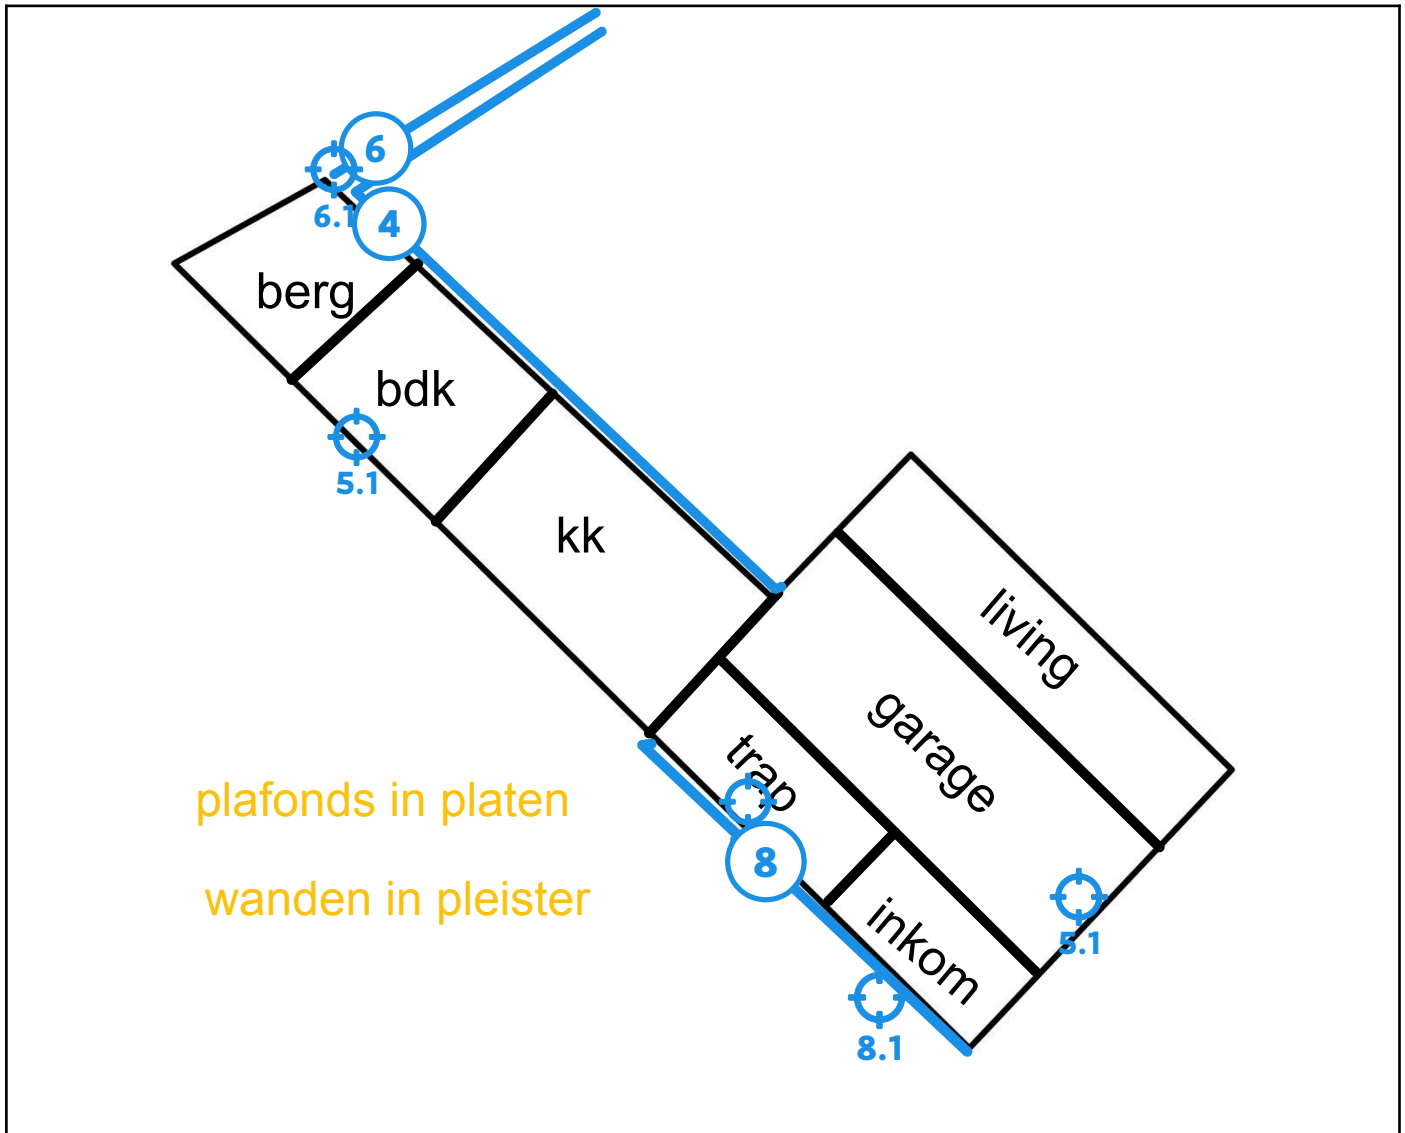 6
6.1
4
berg
bdk
5.1
kk
living
garage
trap
plafonds in platen
8
wanden in pleister
inkom
5.1
8.1